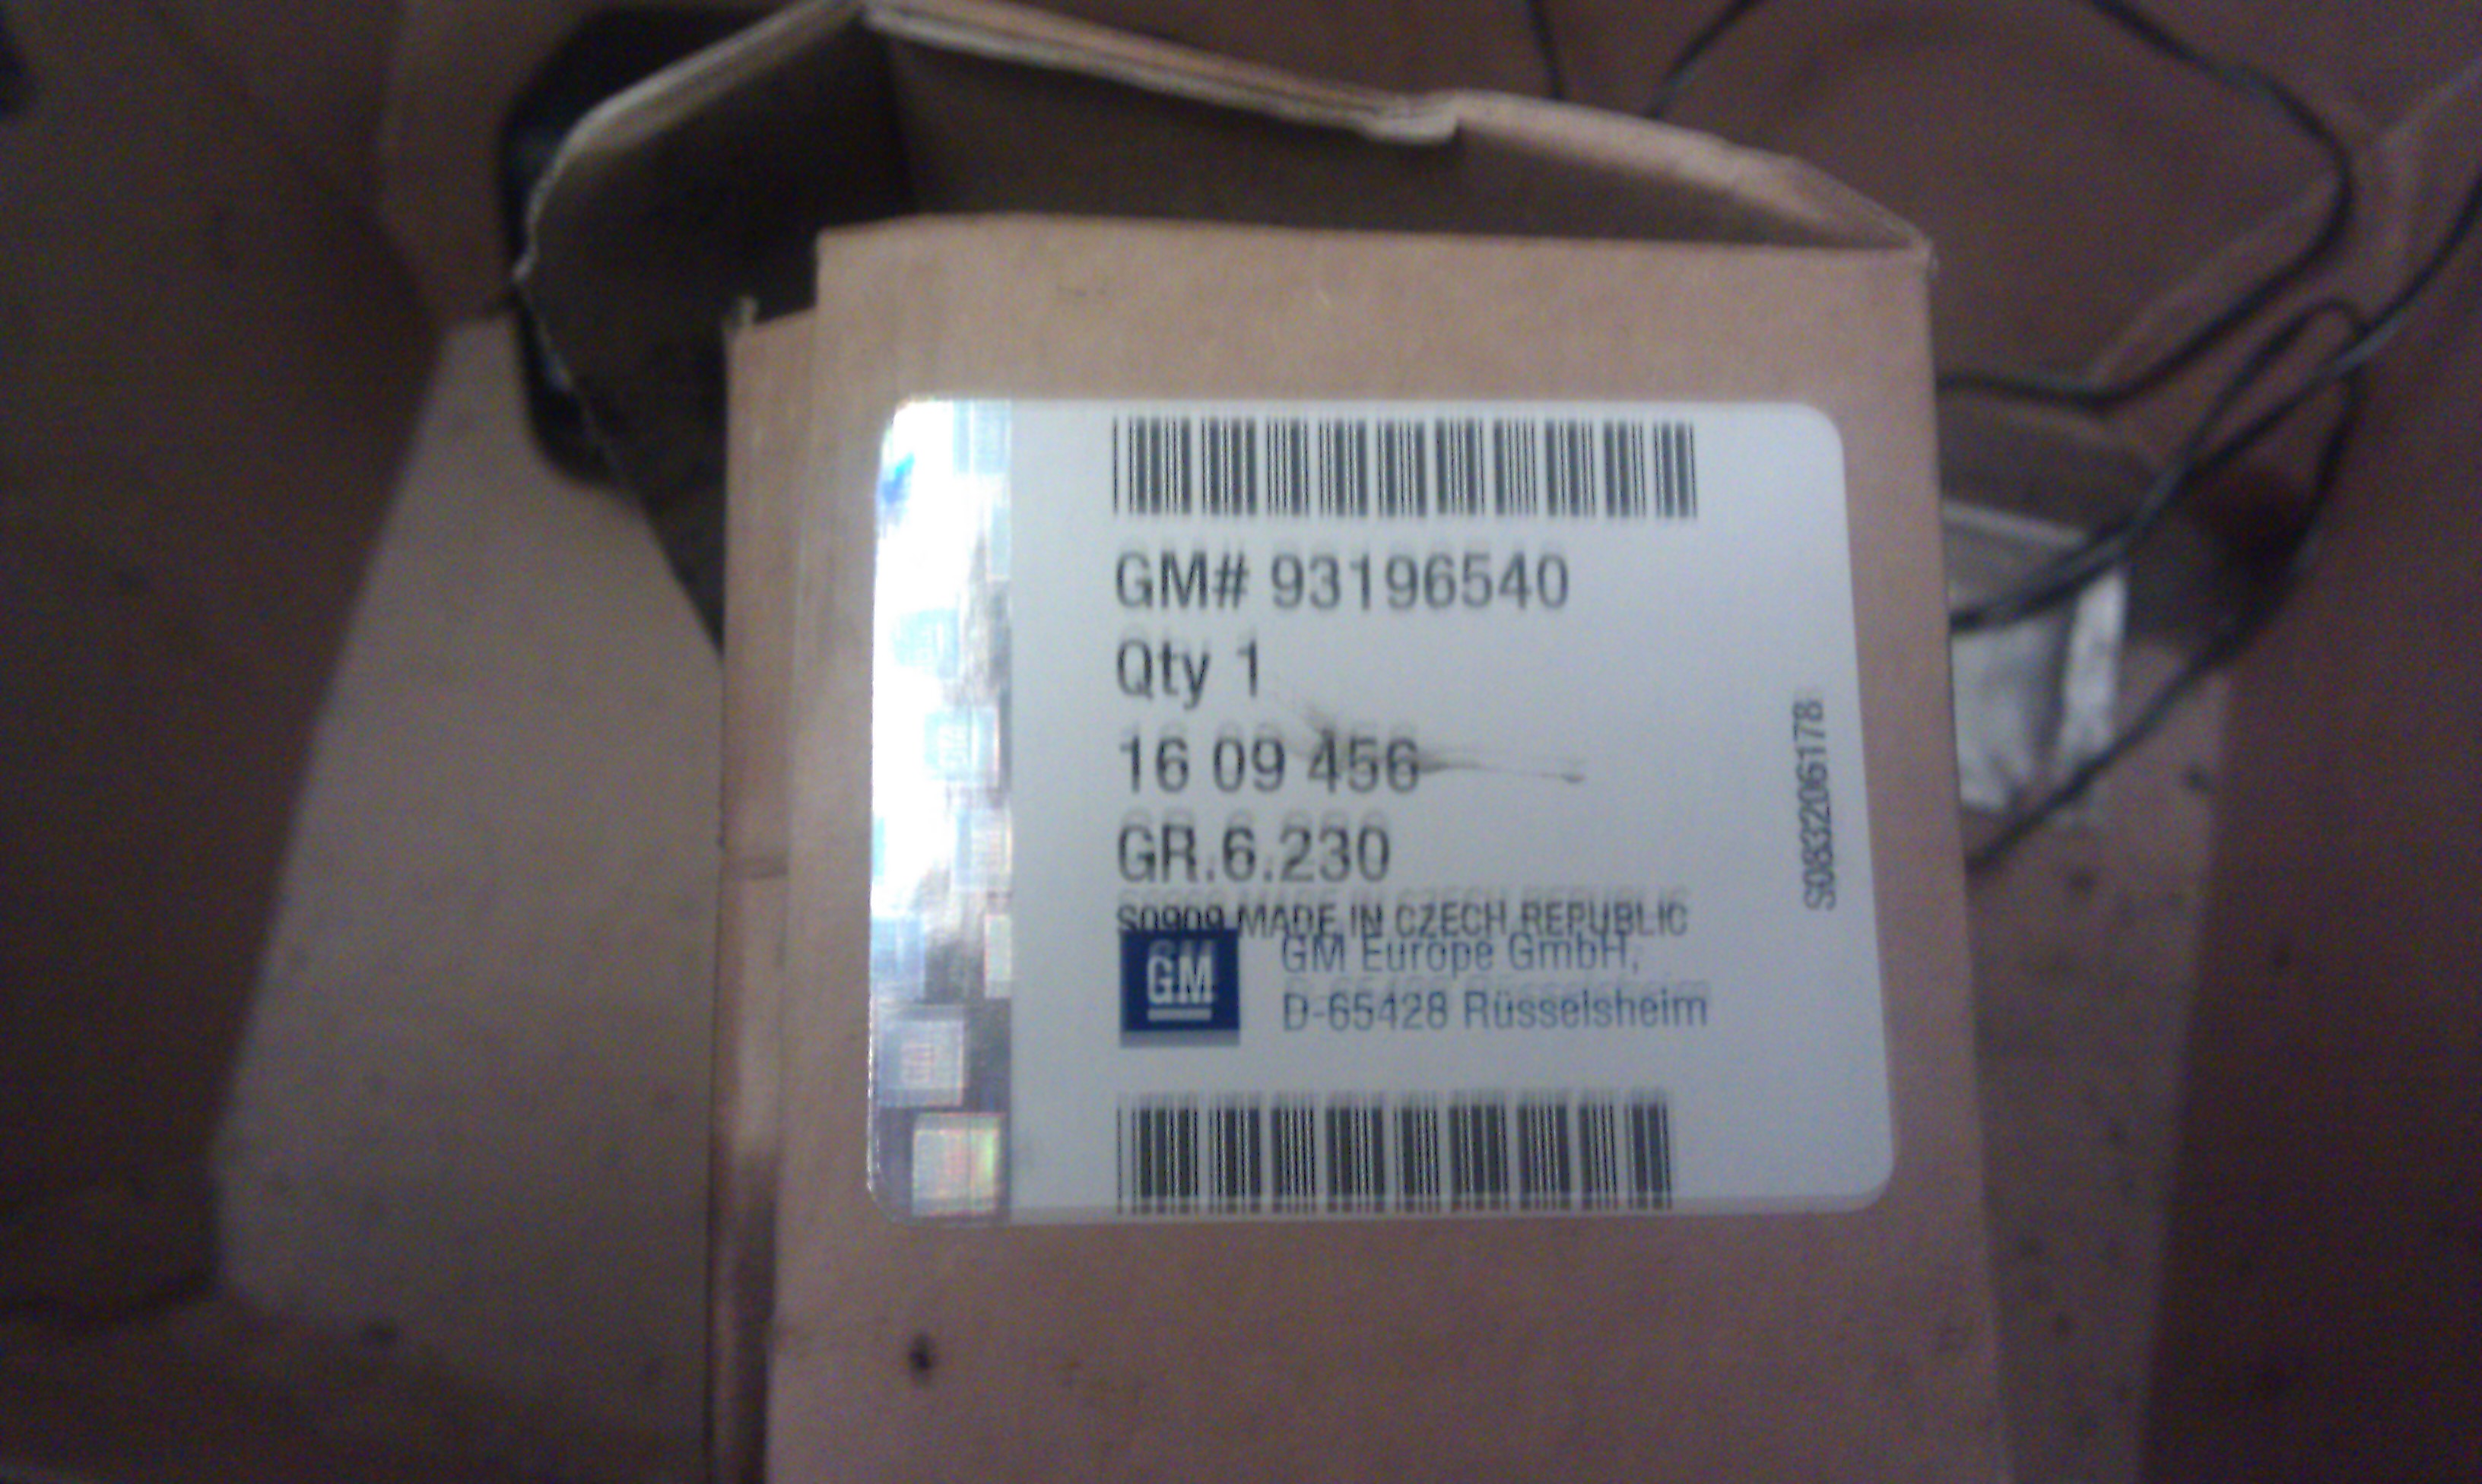 GM# 93196540
Qty 1
16 09 456
GR.6.230
S0909 MADE IN CZECH REPUBLIC
GM
GM Europe GmbH,
D-65428 Rüsselsheim
S083206178